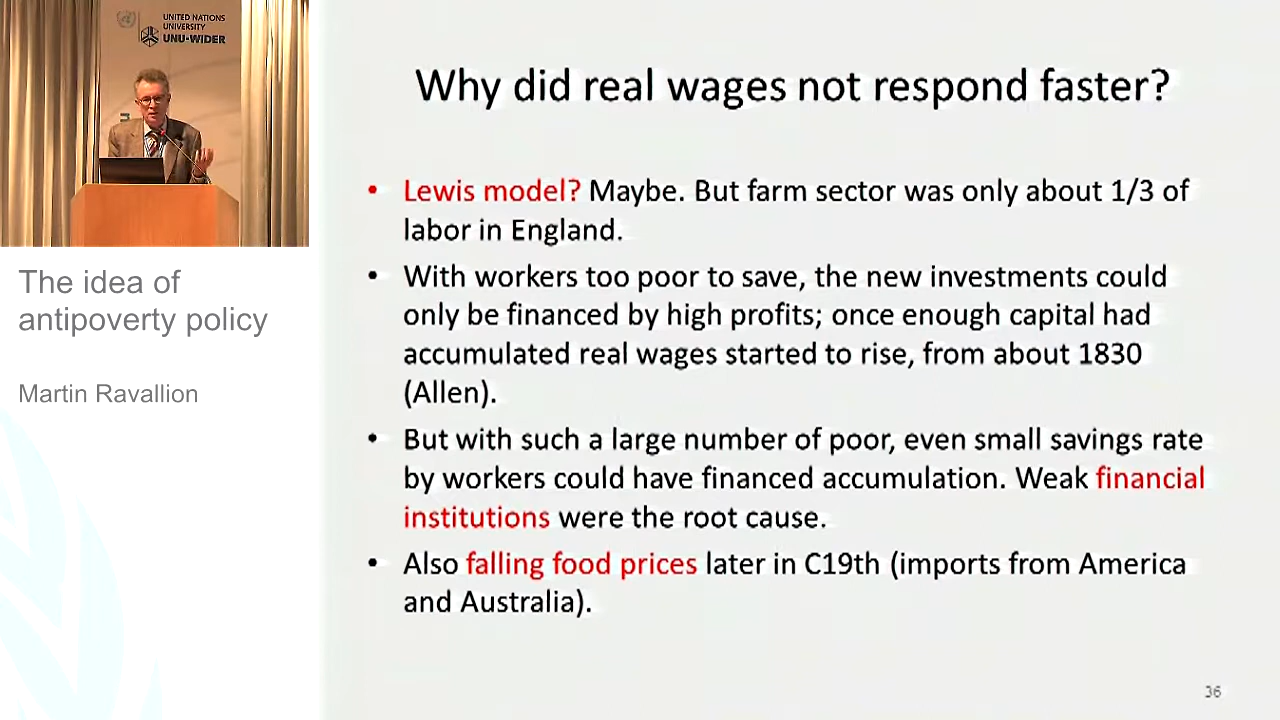 UNITED NATIONS
UNIVERSITY
UNU-WIDER
The idea of
antipoverty policy
Martin Ravallion
Why did real wages not respond faster?
• Lewis model? Maybe. But farm sector was only about 1/3 of
labor in England.
• With workers too poor to save, the new investments could
only be financed by high profits; once enough capital had
accumulated real wages started to rise, from about 1830
(Allen).
• But with such a large number of poor, even small savings rate
by workers could have financed accumulation. Weak financial
institutions were the root cause.
• Also falling food prices later in C19th (imports from America
and Australia).
36